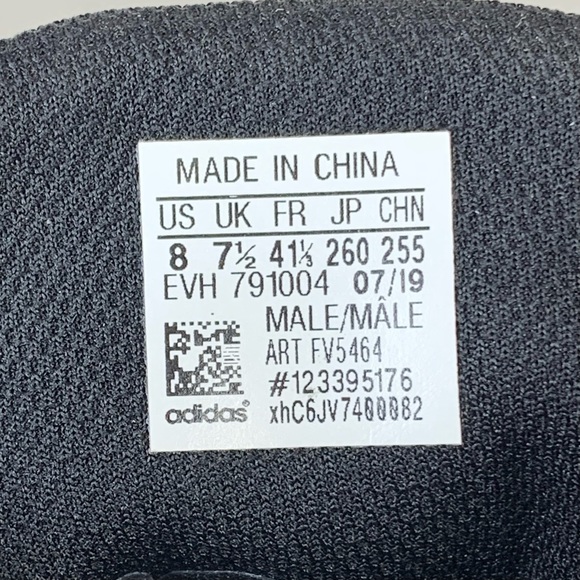 MADE IN CHINA
US UK FR JP CHN
8 7½ 41⅓ 260 255
EVH 791004 07/19
MALE/MÂLE
ART FV5464
#123395176
adidas® xhC6JV7400082